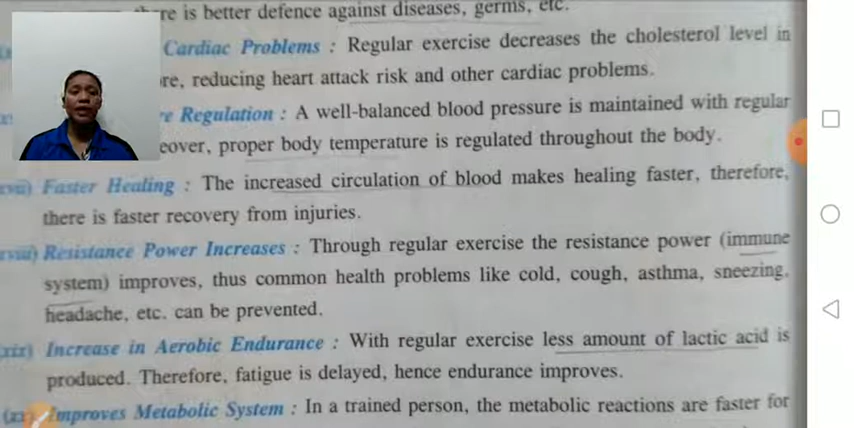 re is better defence against diseases, germs, etc.
Cardiac Problems : Regular exercise decreases the cholesterol level in
re, reducing heart attack risk and other cardiac problems.
re Regulation : A well-balanced blood pressure is maintained with regular
eover, proper body temperature is regulated throughout the body.
Faster Healing : The increased circulation of blood makes healing faster, therefore,
there is faster recovery from injuries.
Resistance Power Increases : Through regular exercise the resistance power (immune
system) improves, thus common health problems like cold, cough, asthma, sneezing,
headache, etc. can be prevented.
(xix) Increase in Aerobic Endurance : With regular exercise less amount of lactic acid is
produced. Therefore, fatigue is delayed, hence endurance improves.
Improves Metabolic System : In a trained person, the metabolic reactions are faster for